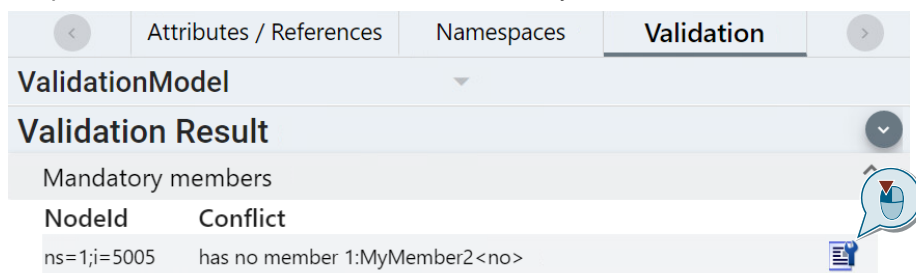 Attributes / References Namespaces Validation
ValidationModel
Validation Result
Mandatory members
NodeId Conflict
ns=1;i=5005 has no member 1:MyMember2<no>